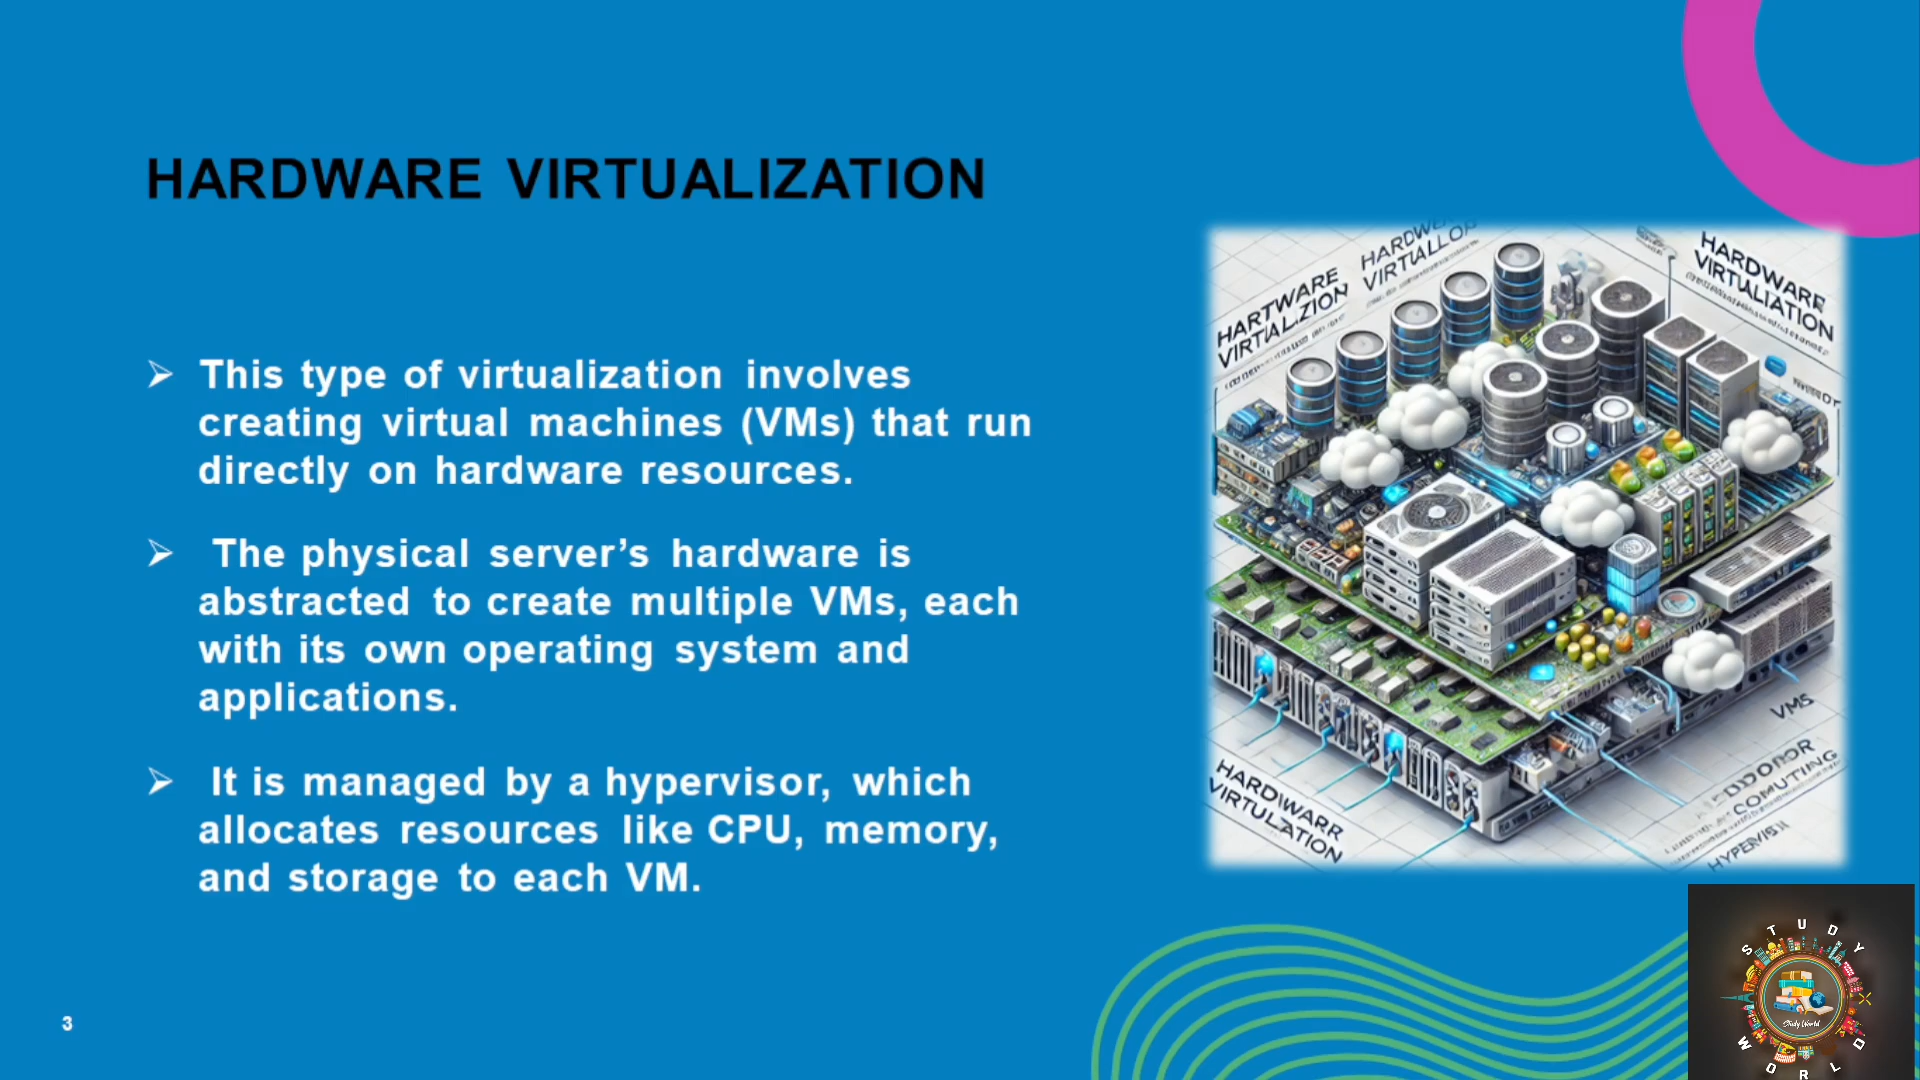 HARDWARE VIRTUALIZATION
➢ This type of virtualization involves
creating virtual machines (VMs) that run
directly on hardware resources.
➢ The physical server’s hardware is
abstracted to create multiple VMs, each
with its own operating system and
applications.
➢ It is managed by a hypervisor, which
allocates resources like CPU, memory,
and storage to each VM.
HARTWARE
VIRTUALZION
HARDWARE
VIRTUALIATION
VMS
HARDIWARR
VIRTULATION
3
STUDY
Study World
WORLD